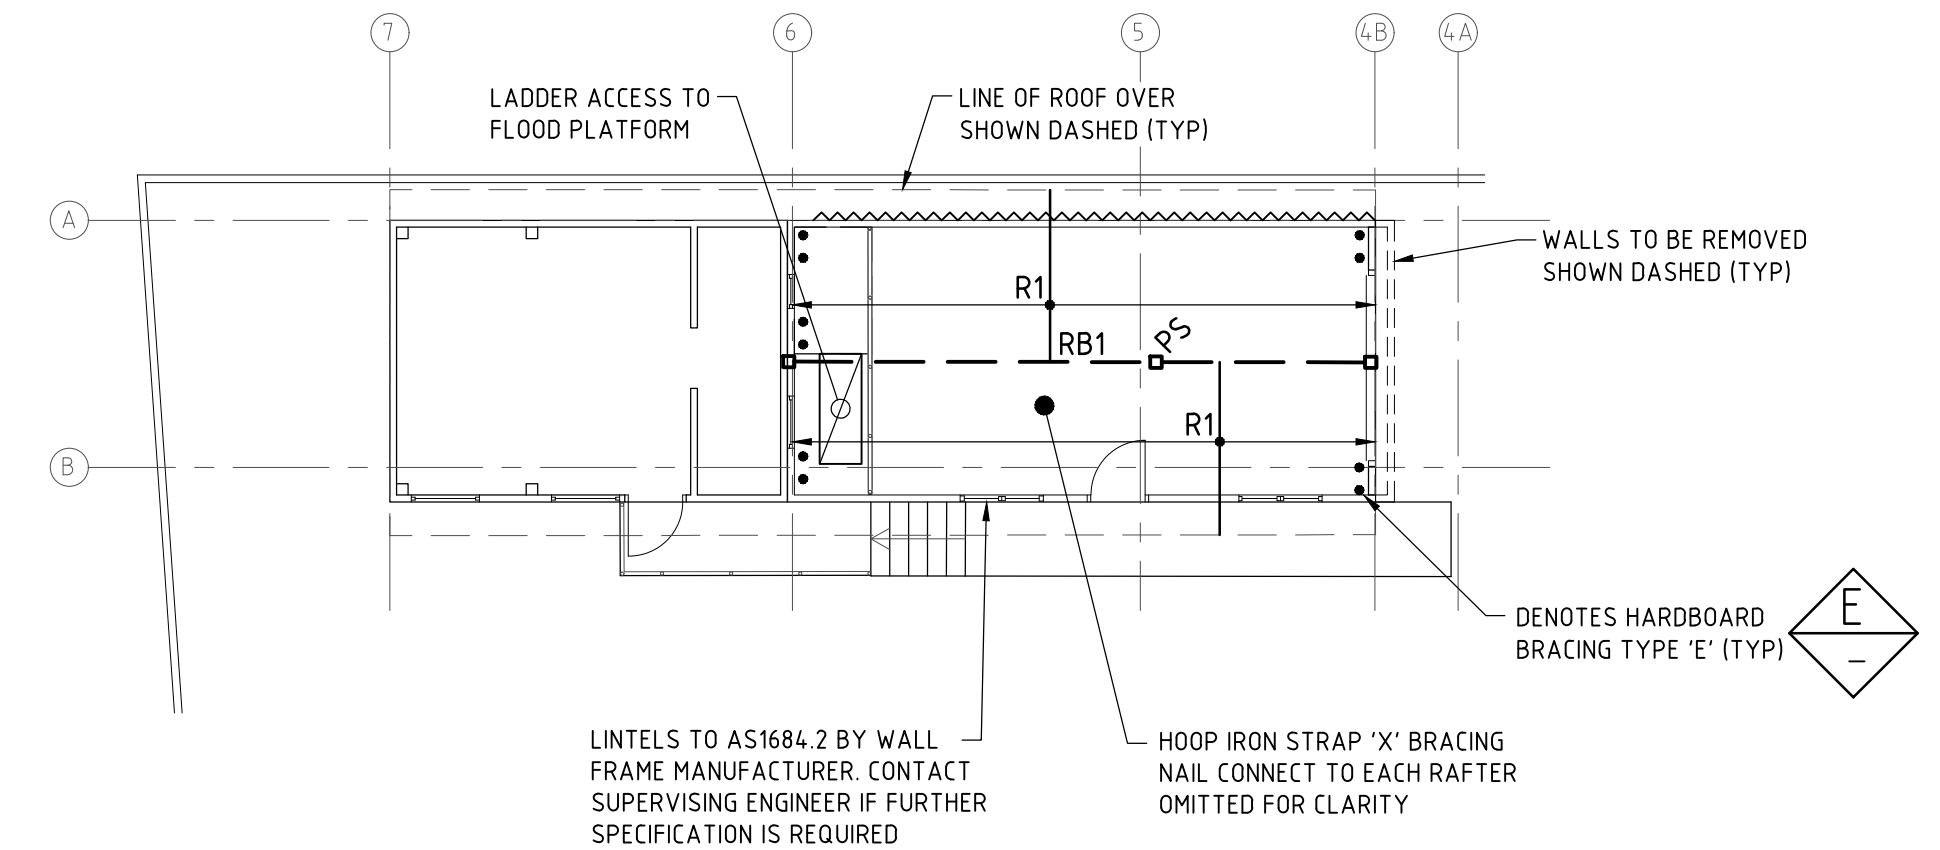 7
6
5
4B
4A
LADDER ACCESS TO
FLOOD PLATFORM
LINE OF ROOF OVER
SHOWN DASHED (TYP)
A
WALLS TO BE REMOVED
SHOWN DASHED (TYP)
R1
RB1
PS
R1
B
DENOTES HARDBOARD
BRACING TYPE 'E' (TYP)
E
-
LINTELS TO AS1684.2 BY WALL
FRAME MANUFACTURER. CONTACT
SUPERVISING ENGINEER IF FURTHER
SPECIFICATION IS REQUIRED
HOOP IRON STRAP 'X' BRACING
NAIL CONNECT TO EACH RAFTER
OMITTED FOR CLARITY